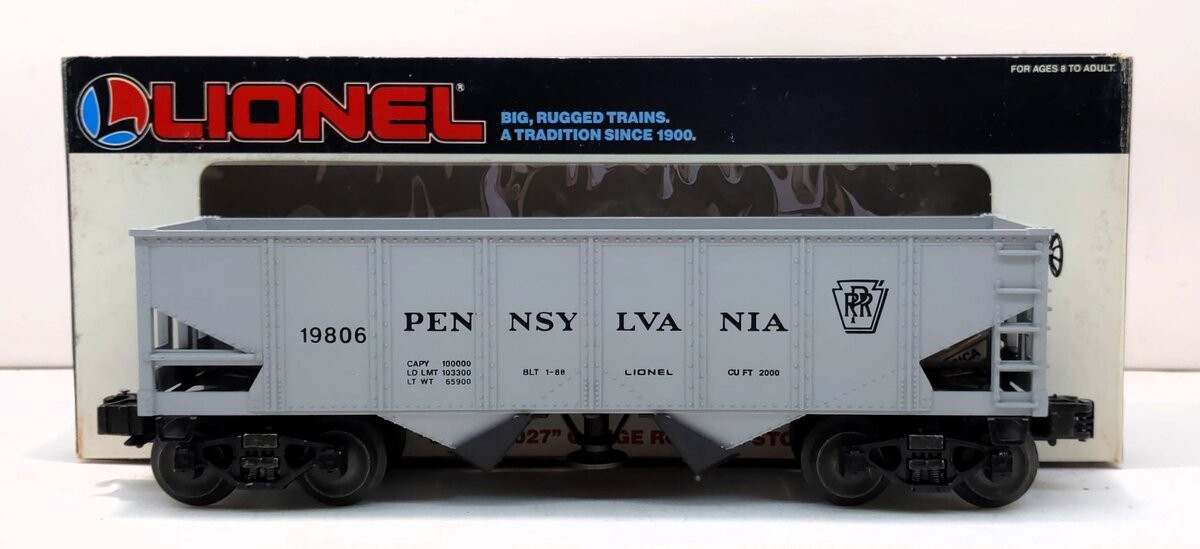 FOR AGES 8 TO ADULT.
LIONEL®
BIG, RUGGED TRAINS.
A TRADITION SINCE 1900.
19806
PEN NSY LVA NIA
PRR
CAPY 100000
LD LMT 103300
LT WT 65900
BLT 1-88
LIONEL
CU FT 2000
027"